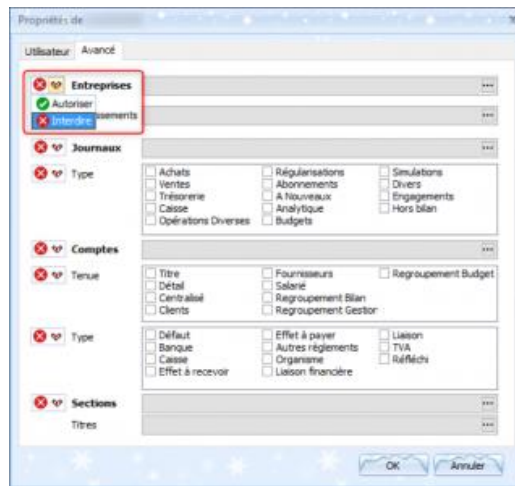 Propriétés de
Utilisateur Avancé
Entreprises ...
Autoriser
Interdire ssements ...
Journaux ...
Type Achats Régularisations Simulations
Ventes Abonnements Divers
Trésorerie A Nouveaux Engagements
Caisse Analytique Hors bilan
Opérations Diverses Budgets
Comptes ...
Tenue Titre Fournisseurs Regroupement Budget
Détail Salarié
Centralisé Regroupement Bilan
Clients Regroupement Gestior
Type Défaut Effet à payer Liaison
Banque Autres règlements TVA
Caisse Organisme Réfléchi
Effet à recevoir Liaison financière
Sections ...
Titres ...
OK Annuler